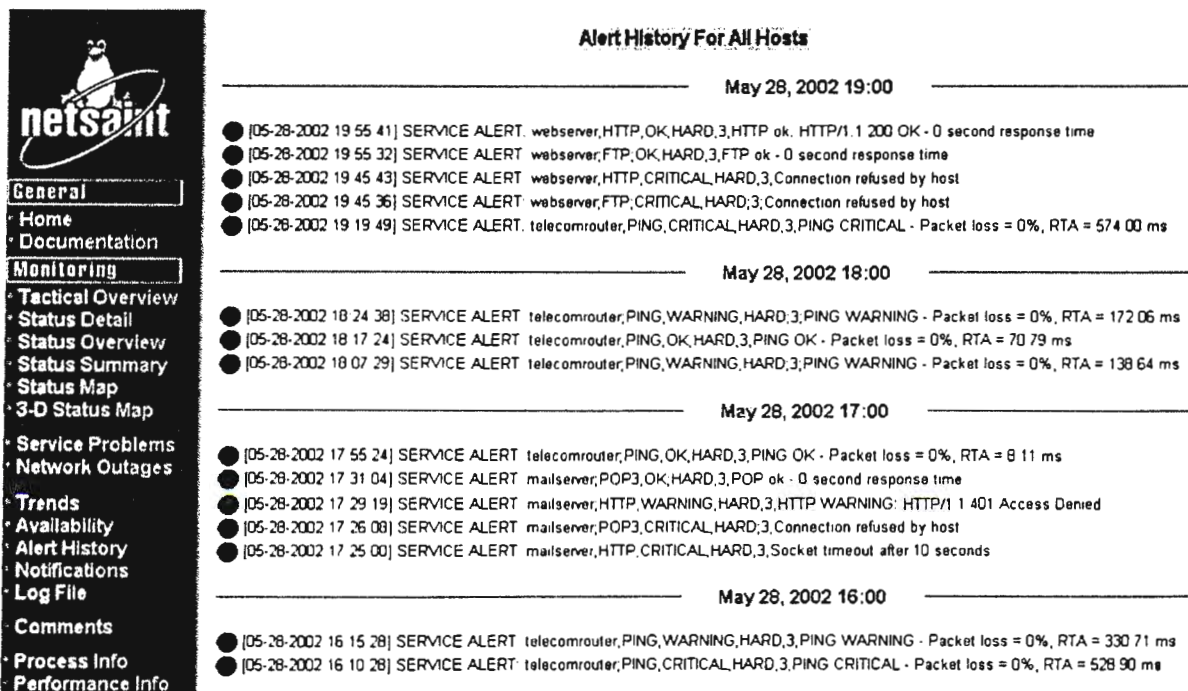 netsaint
General
Home
Documentation
Monitoring
Tactical Overview
Status Detail
Status Overview
Status Summary
Status Map
3-D Status Map
Service Problems
Network Outages
Trends
Availability
Alert History
Notifications
Log File
Comments
Process Info
Performance Info
Alert History For All Hosts
May 28, 2002 19:00
[05-28-2002 19 55 41] SERVICE ALERT. webserver,HTTP,OK,HARD,3,HTTP ok. HTTP/1.1 200 OK - 0 second response time
[05-28-2002 19 55 32] SERVICE ALERT webserver,FTP;OK,HARD,3,FTP ok - 0 second response time
[05-28-2002 19 45 43] SERVICE ALERT webserver,HTTP,CRITICAL,HARD,3,Connection refused by host
[05-28-2002 19 45 36] SERVICE ALERT webserver,FTP;CRITICAL,HARD;3;Connection refused by host
[05-28-2002 19 19 49] SERVICE ALERT. telecomrouter,PING,CRITICAL,HARD,3,PING CRITICAL - Packet loss = 0%, RTA = 574 00 ms
May 28, 2002 18:00
[05-28-2002 18 24 38] SERVICE ALERT telecomrouter,PING,WARNING,HARD;3;PING WARNING - Packet loss = 0%, RTA = 172 06 ms
[05-28-2002 18 17 24] SERVICE ALERT telecomrouter,PING,OK,HARD,3,PING OK - Packet loss = 0%, RTA = 70 79 ms
[05-28-2002 18 07 29] SERVICE ALERT telecomrouter,PING,WARNING,HARD;3;PING WARNING - Packet loss = 0%, RTA = 138 64 ms
May 28, 2002 17:00
[05-28-2002 17 55 24] SERVICE ALERT telecomrouter,PING,OK,HARD,3,PING OK - Packet loss = 0%, RTA = 8 11 ms
[05-28-2002 17 31 04] SERVICE ALERT mailserver,POP3,OK,HARD,3,POP ok - 0 second response time
[05-28-2002 17 29 19] SERVICE ALERT mailserver,HTTP,WARNING,HARD,3,HTTP WARNING: HTTP/1 1 401 Access Denied
[05-28-2002 17 26 08] SERVICE ALERT mailserver,POP3,CRITICAL,HARD;3,Connection refused by host
[05-28-2002 17 25 00] SERVICE ALERT mailserver,HTTP,CRITICAL,HARD,3,Socket timeout after 10 seconds
May 28, 2002 16:00
[05-28-2002 16 15 28] SERVICE ALERT telecomrouter,PING,WARNING,HARD,3,PING WARNING - Packet loss = 0%, RTA = 330 71 ms
[05-28-2002 16 10 28] SERVICE ALERT telecomrouter,PING,CRITICAL,HARD,3,PING CRITICAL - Packet loss = 0%, RTA = 528 90 ms